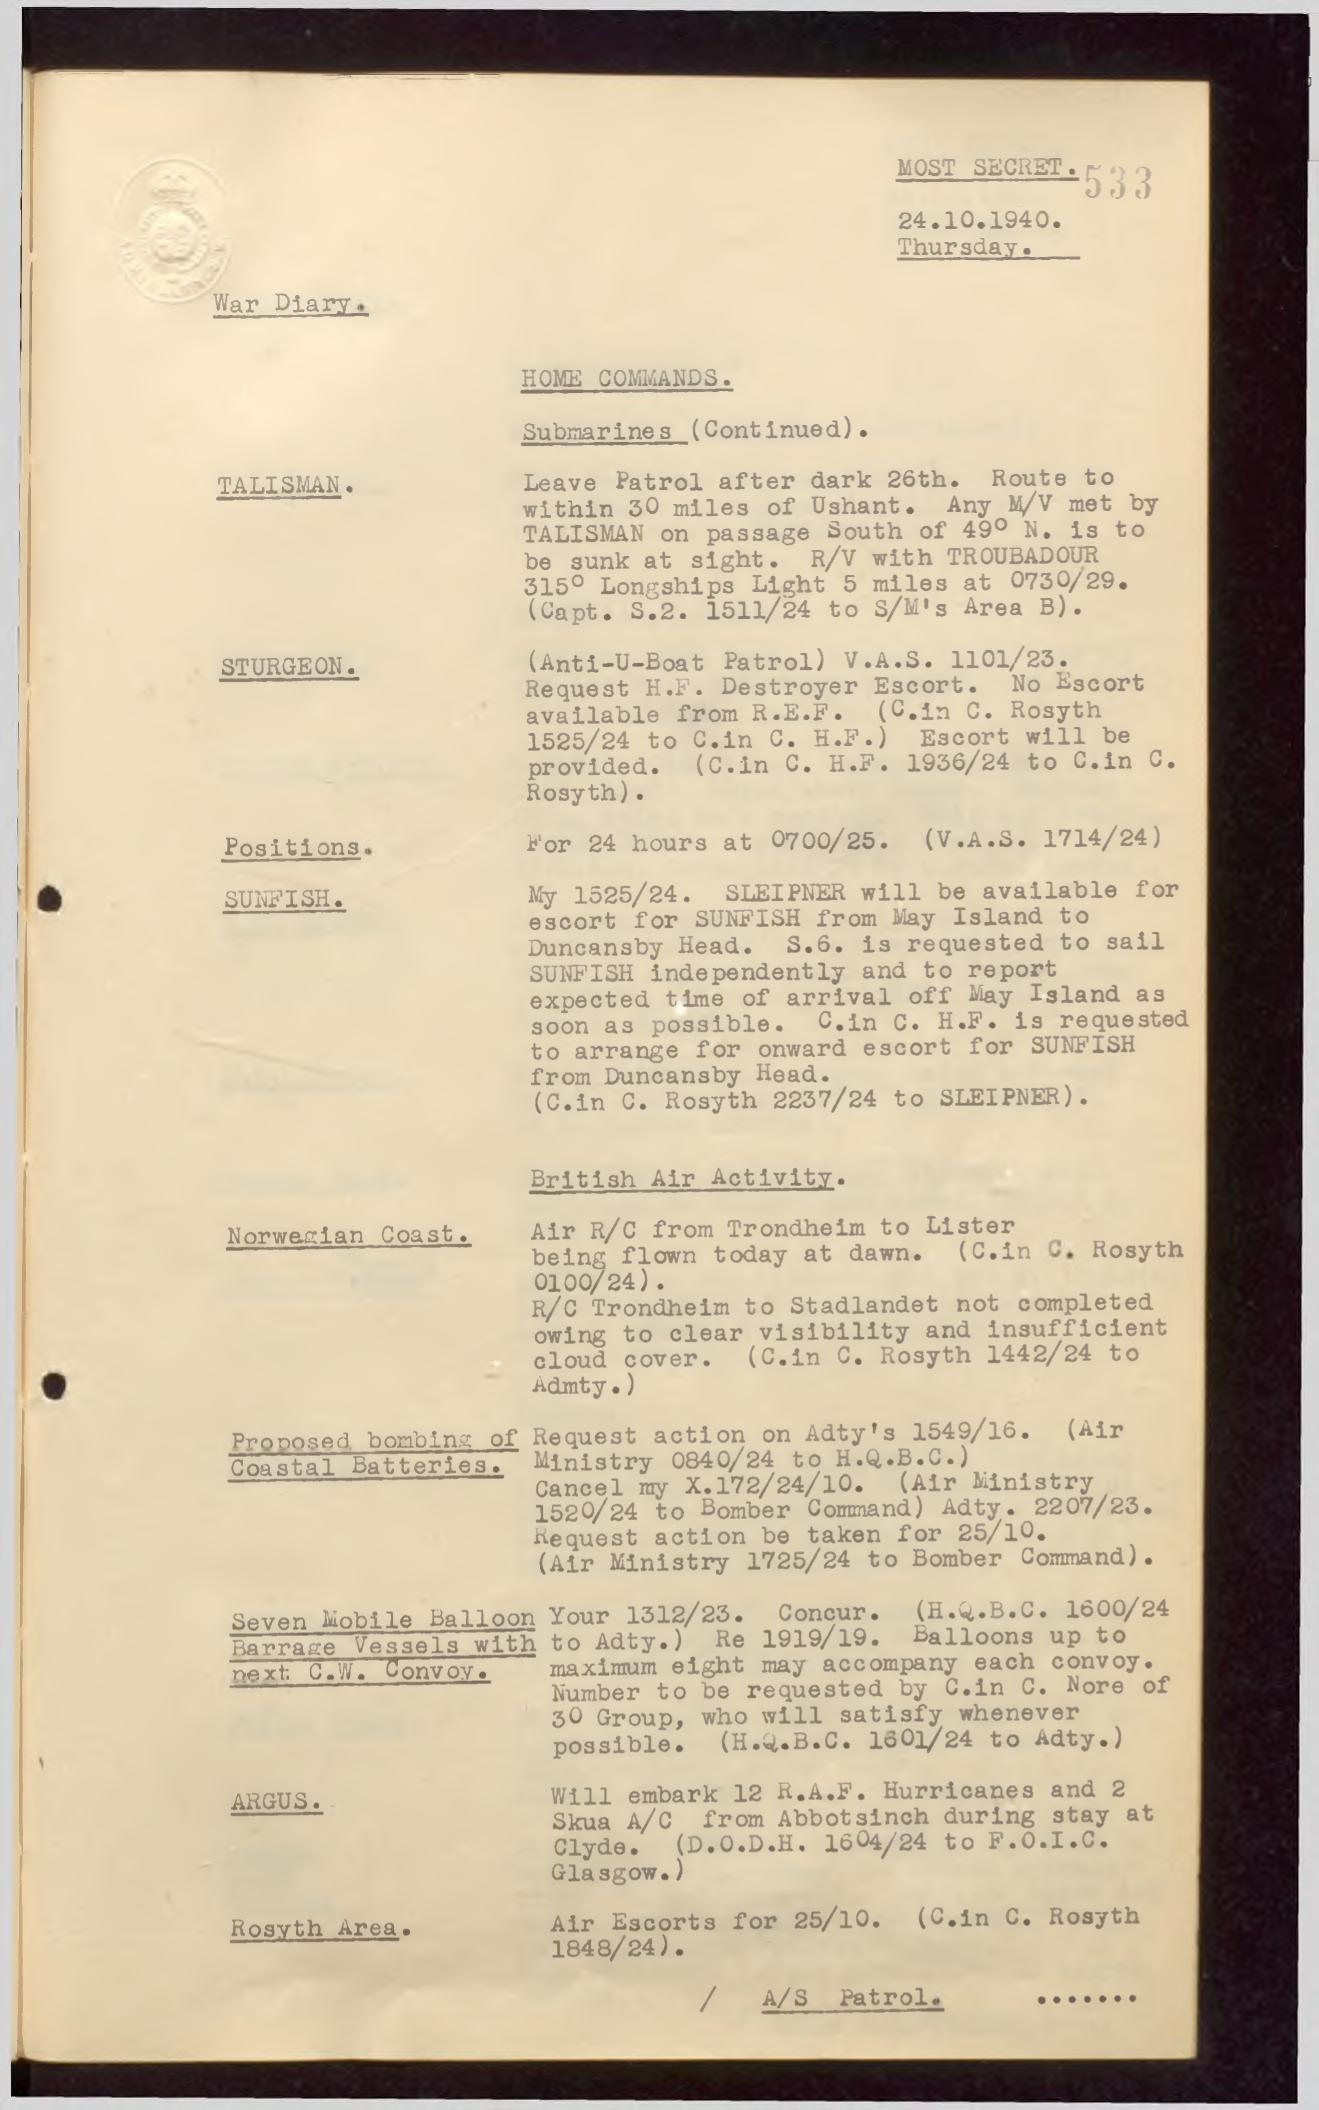 MOST SECRET. 533
24.10.1940.
Thursday.
War Diary.
HOME COMMANDS.
Submarines (Continued).
TALISMAN. Leave Patrol after dark 26th. Route to
within 30 miles of Ushant. Any M/V met by
TALISMAN on passage South of 49° N. is to
be sunk at sight. R/V with TROUBADOUR
315° Longships Light 5 miles at 0730/29.
(Capt. S.2. 1511/24 to S/M's Area B).
STURGEON. (Anti-U-Boat Patrol) V.A.S. 1101/23.
Request H.F. Destroyer Escort. No Escort
available from R.E.F. (C.in C. Rosyth
1525/24 to C.in C. H.F.) Escort will be
provided. (C.in C. H.F. 1936/24 to C.in C.
Rosyth).
Positions. For 24 hours at 0700/25. (V.A.S. 1714/24)
SUNFISH. My 1525/24. SLEIPNER will be available for
escort for SUNFISH from May Island to
Duncansby Head. S.6. is requested to sail
SUNFISH independently and to report
expected time of arrival off May Island as
soon as possible. C.in C. H.F. is requested
to arrange for onward escort for SUNFISH
from Duncansby Head.
(C.in C. Rosyth 2237/24 to SLEIPNER).
British Air Activity.
Norwegian Coast. Air R/C from Trondheim to Lister
being flown today at dawn. (C.in C. Rosyth
0100/24).
R/C Trondheim to Stadlandet not completed
owing to clear visibility and insufficient
cloud cover. (C.in C. Rosyth 1442/24 to
Admty.)
Proposed bombing of Request action on Adty's 1549/16. (Air
Coastal Batteries. Ministry 0840/24 to H.Q.B.C.)
Cancel my X.172/24/10. (Air Ministry
1520/24 to Bomber Command) Adty. 2207/23.
Request action be taken for 25/10.
(Air Ministry 1725/24 to Bomber Command).
Seven Mobile Balloon Your 1312/23. Concur. (H.Q.B.C. 1600/24
Barrage Vessels with to Adty.) Re 1919/19. Balloons up to
next C.W. Convoy. maximum eight may accompany each convoy.
Number to be requested by C.in C. Nore of
30 Group, who will satisfy whenever
possible. (H.Q.B.C. 1601/24 to Adty.)
ARGUS. Will embark 12 R.A.F. Hurricanes and 2
Skua A/C from Abbotsinch during stay at
Clyde. (D.O.D.H. 1604/24 to F.O.I.C.
Glasgow.)
Rosyth Area. Air Escorts for 25/10. (C.in C. Rosyth
1848/24).
/ A/S Patrol. .......